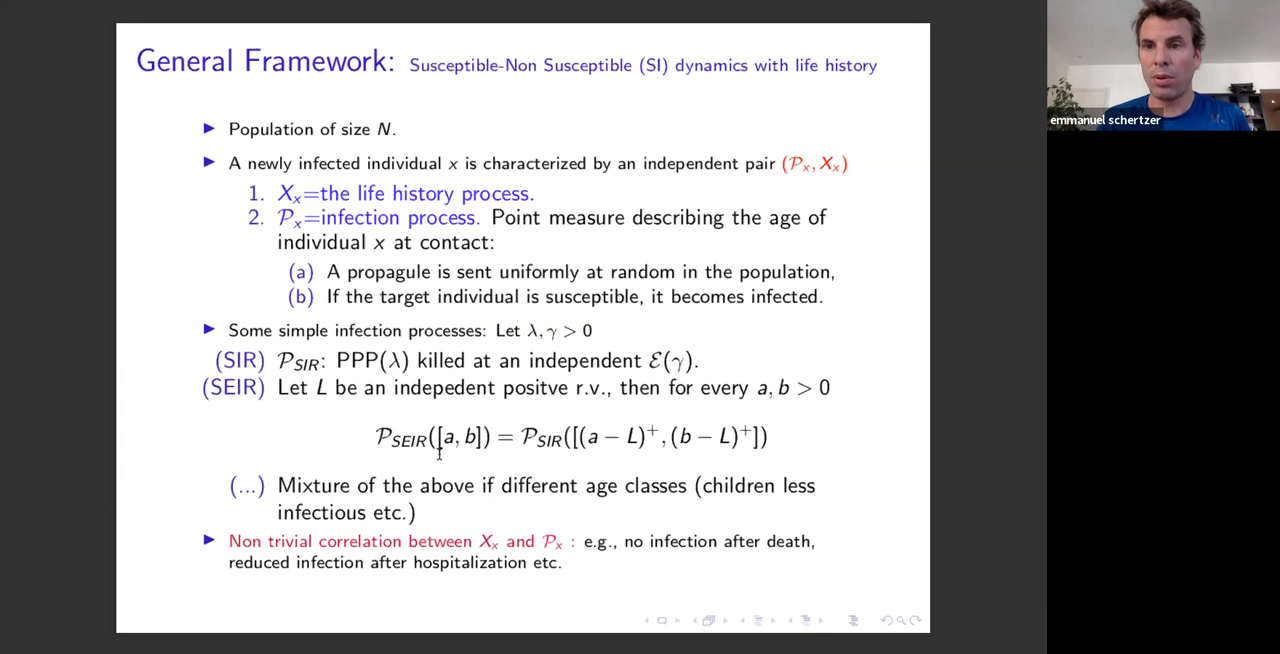 General Framework: Susceptible-Non Susceptible (SI) dynamics with life history
▶ Population of size N.
▶ A newly infected individual x is characterized by an independent pair (𝒫ₓ, Xₓ)
1. Xₓ=the life history process.
2. 𝒫ₓ=infection process. Point measure describing the age of
individual x at contact:
(a) A propagule is sent uniformly at random in the population,
(b) If the target individual is susceptible, it becomes infected.
▶ Some simple infection processes: Let λ, γ > 0
(SIR) 𝒫_SIR: PPP(λ) killed at an independent ℰ(γ).
(SEIR) Let L be an indepedent positve r.v., then for every a, b > 0
𝒫_SEIR([a, b]) = 𝒫_SIR([(a − L)⁺, (b − L)⁺])
(...) Mixture of the above if different age classes (children less
infectious etc.)
▶ Non trivial correlation between Xₓ and 𝒫ₓ : e.g., no infection after death,
reduced infection after hospitalization etc.
emmanuel schertzer